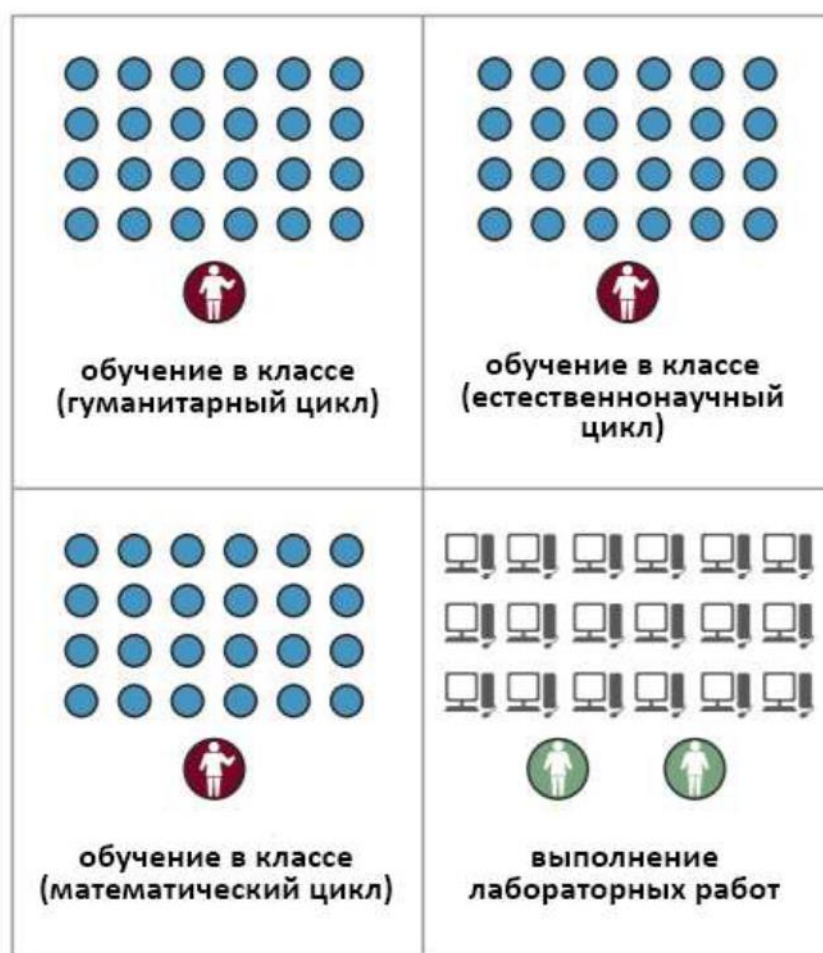 обучение в классе
(гуманитарный цикл)
обучение в классе
(естественнонаучный
цикл)
обучение в классе
(математический цикл)
выполнение
лабораторных работ